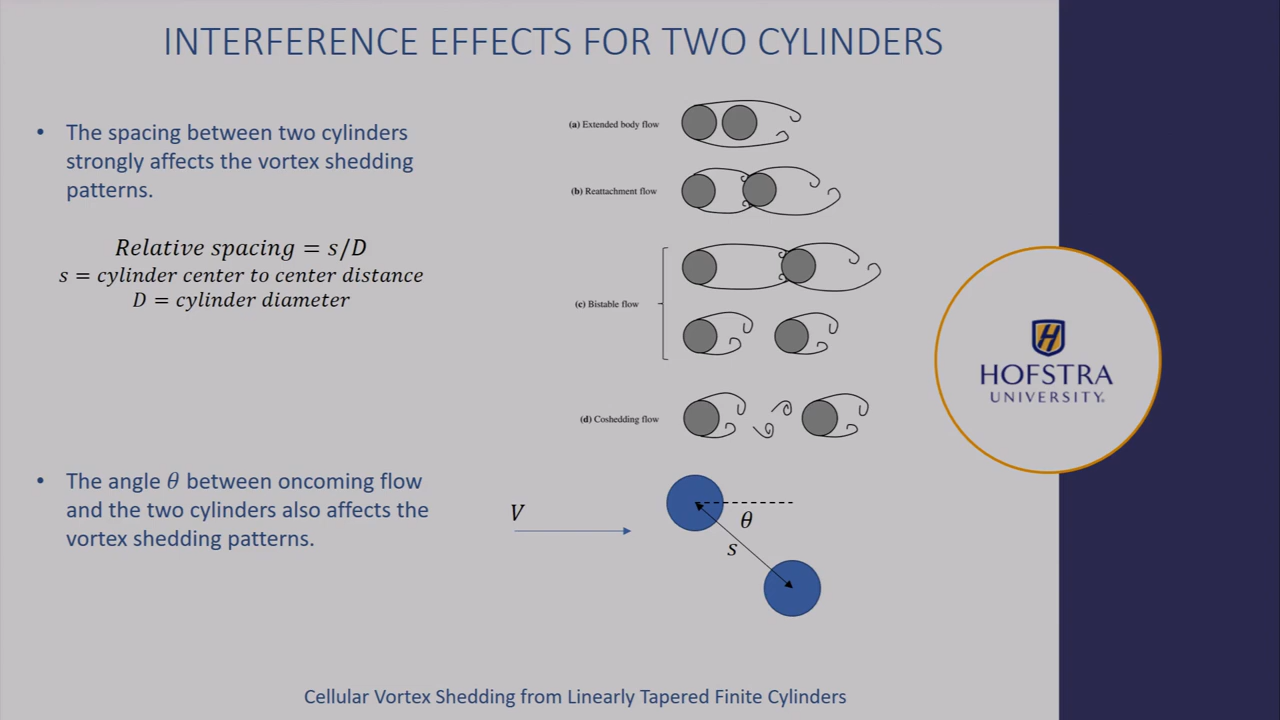 INTERFERENCE EFFECTS FOR TWO CYLINDERS
• The spacing between two cylinders
strongly affects the vortex shedding
patterns.
Relative spacing = s/D
s = cylinder center to center distance
D = cylinder diameter
(a) Extended body flow
(b) Reattachment flow
(c) Bistable flow
(d) Coshedding flow
• The angle θ between oncoming flow
and the two cylinders also affects the
vortex shedding patterns.
V
θ
s
H
HOFSTRA
UNIVERSITY.
Cellular Vortex Shedding from Linearly Tapered Finite Cylinders